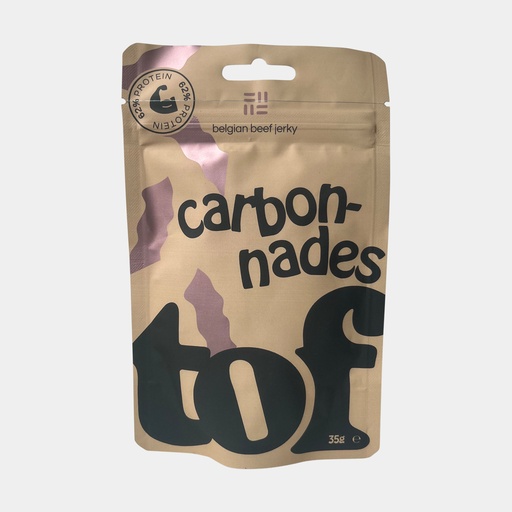 62% PROTEIN 62% PROTEIN
belgian beef jerky
carbon-
nades
tof
35g ℮